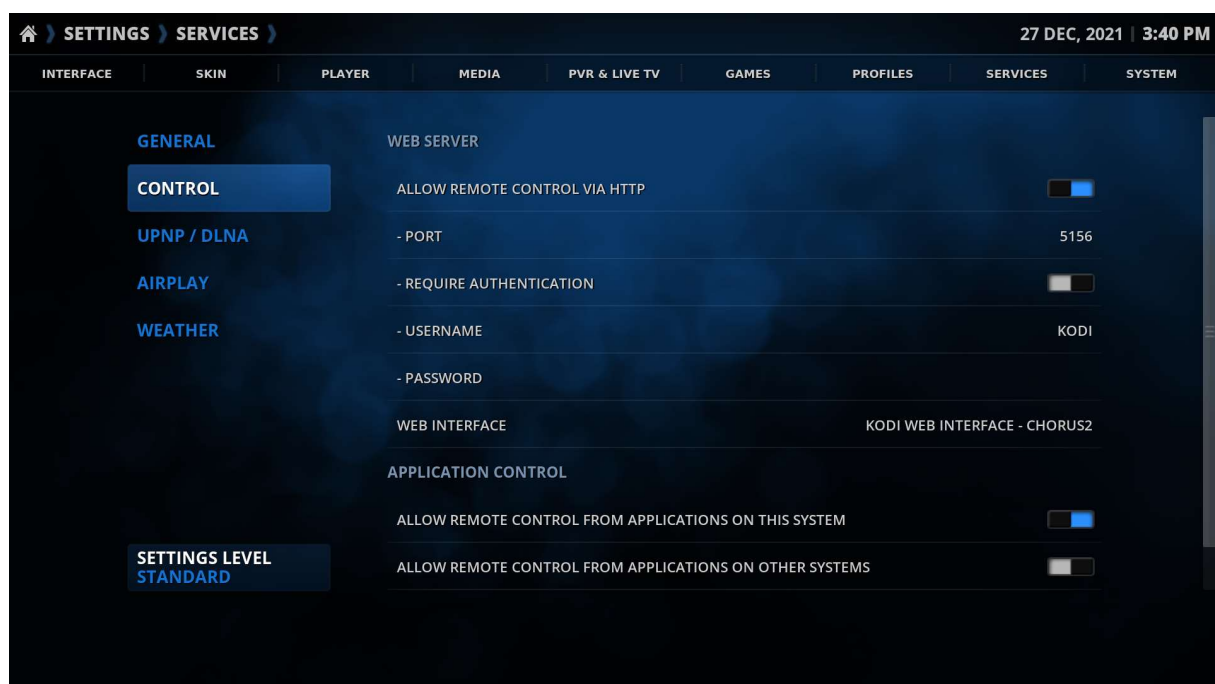 SETTINGS SERVICES 27 DEC, 2021 3:40 PM
INTERFACE SKIN PLAYER MEDIA PVR & LIVE TV GAMES PROFILES SERVICES SYSTEM
GENERAL
CONTROL
UPNP / DLNA
AIRPLAY
WEATHER
SETTINGS LEVEL
STANDARD
WEB SERVER
ALLOW REMOTE CONTROL VIA HTTP
- PORT 5156
- REQUIRE AUTHENTICATION
- USERNAME KODI
- PASSWORD
WEB INTERFACE KODI WEB INTERFACE - CHORUS2
APPLICATION CONTROL
ALLOW REMOTE CONTROL FROM APPLICATIONS ON THIS SYSTEM
ALLOW REMOTE CONTROL FROM APPLICATIONS ON OTHER SYSTEMS